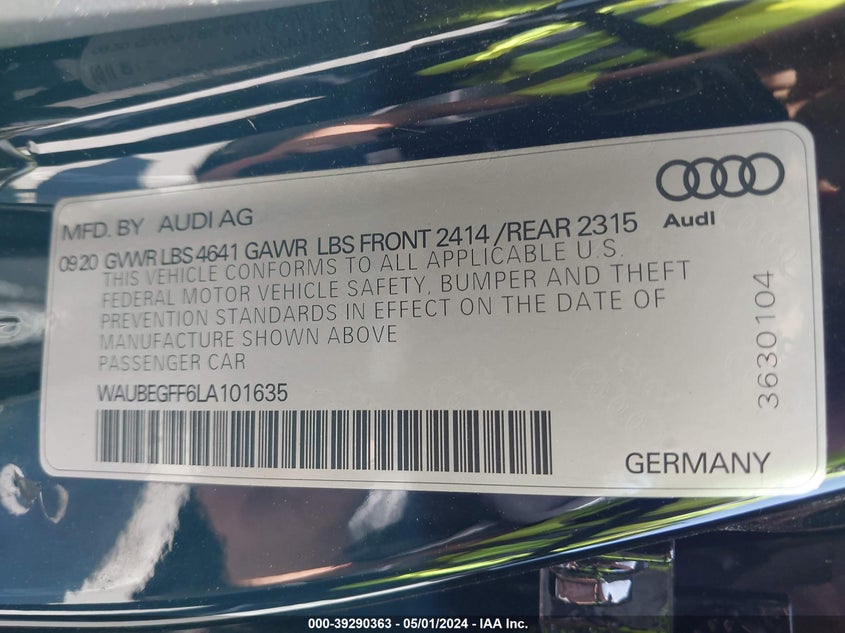 MFD. BY AUDI AG
Audi
0920 GVWR LBS 4641 GAWR LBS FRONT 2414 /REAR 2315
THIS VEHICLE CONFORMS TO ALL APPLICABLE U.S.
FEDERAL MOTOR VEHICLE SAFETY, BUMPER AND THEFT
PREVENTION STANDARDS IN EFFECT ON THE DATE OF
MANUFACTURE SHOWN ABOVE
PASSENGER CAR
WAUBEGFF6LA101635
3630104
GERMANY
000-39290363 - 05/01/2024 - IAA Inc.